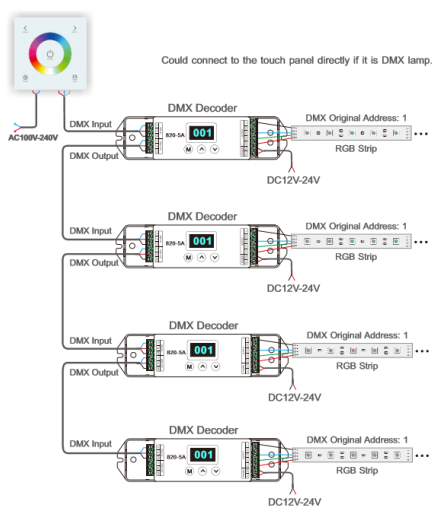 Could connect to the touch panel directly if it is DMX lamp.
AC100V-240V
DMX Decoder
DMX Input
DMX Output
820-5A
001
M
DMX Original Address: 1
RGB Strip
DC12V-24V
DMX Decoder
DMX Input
DMX Output
820-5A
001
M
DMX Original Address: 1
RGB Strip
DC12V-24V
DMX Decoder
DMX Input
DMX Output
820-5A
001
M
DMX Original Address: 1
RGB Strip
DC12V-24V
DMX Decoder
DMX Input
820-5A
001
M
DMX Original Address: 1
RGB Strip
DC12V-24V